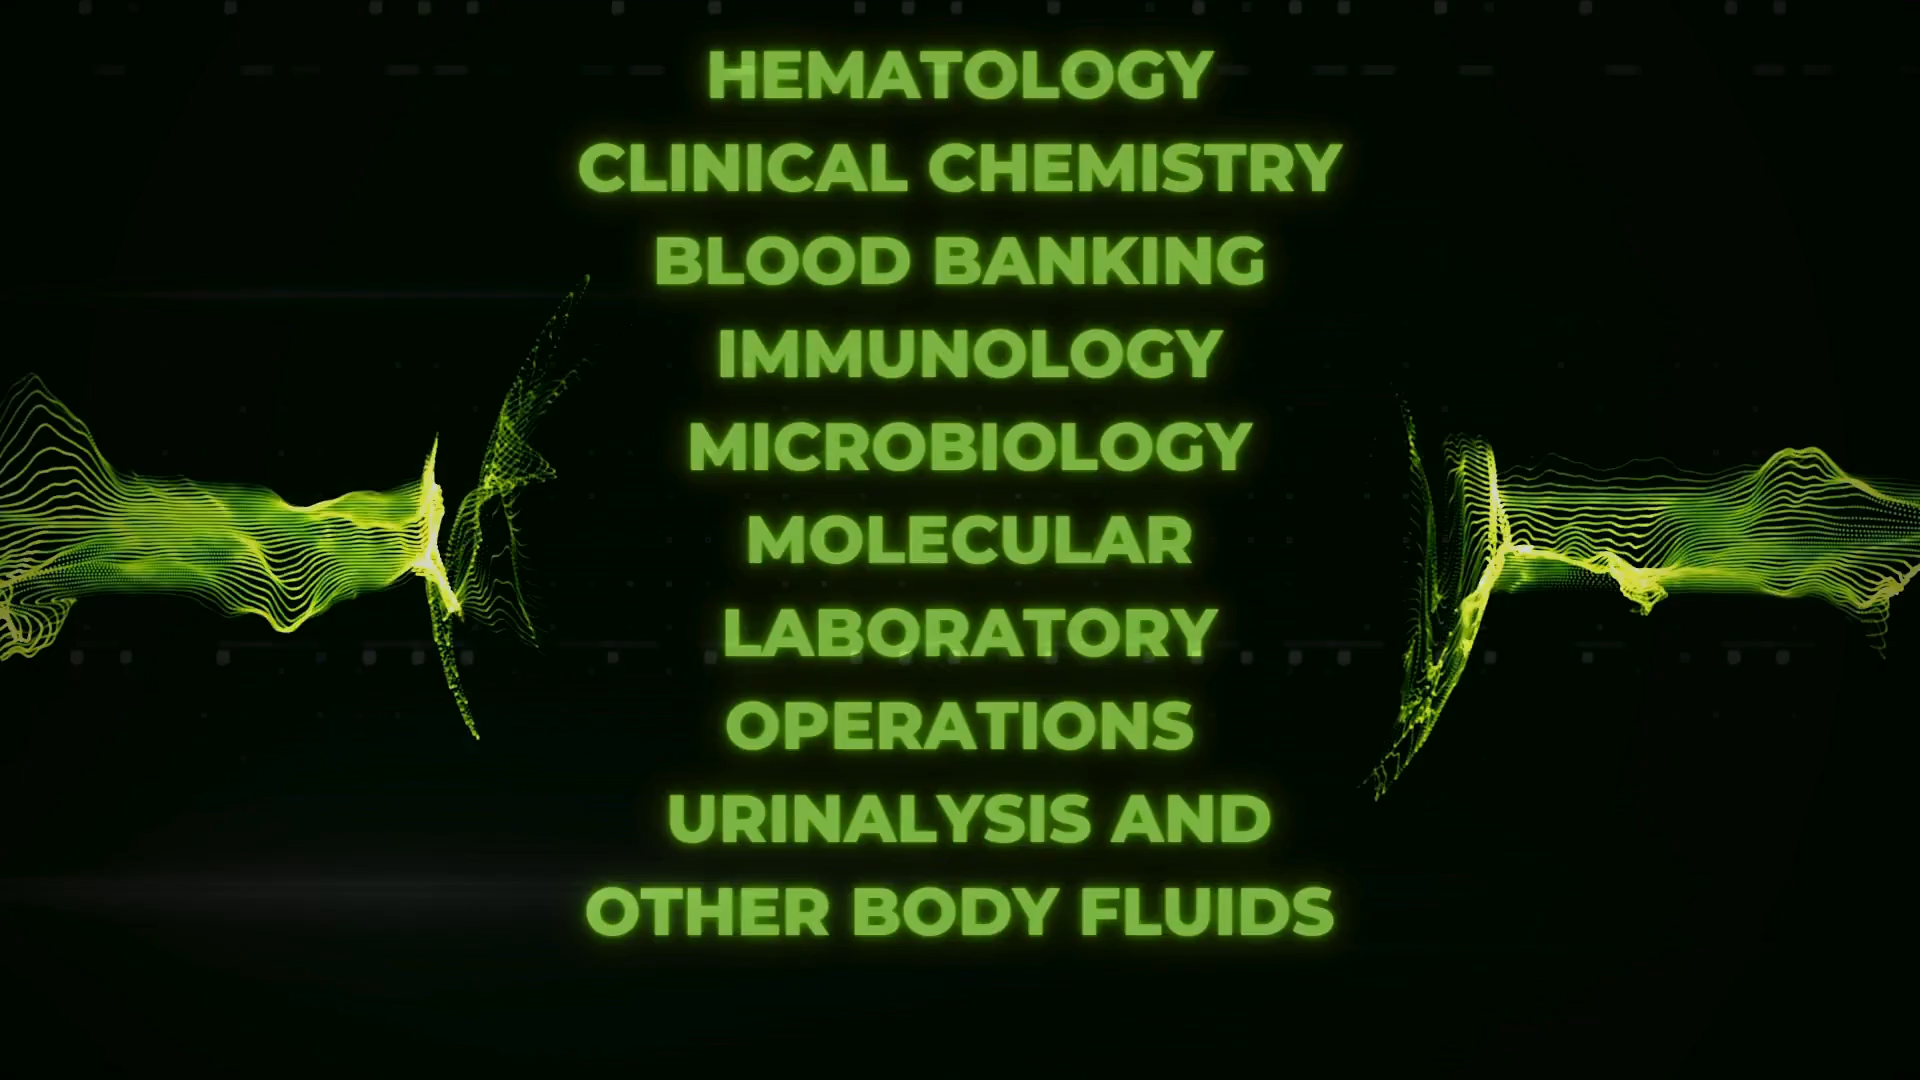 HEMATOLOGY
CLINICAL CHEMISTRY
BLOOD BANKING
IMMUNOLOGY
MICROBIOLOGY
MOLECULAR
LABORATORY
OPERATIONS
URINALYSIS AND
OTHER BODY FLUIDS